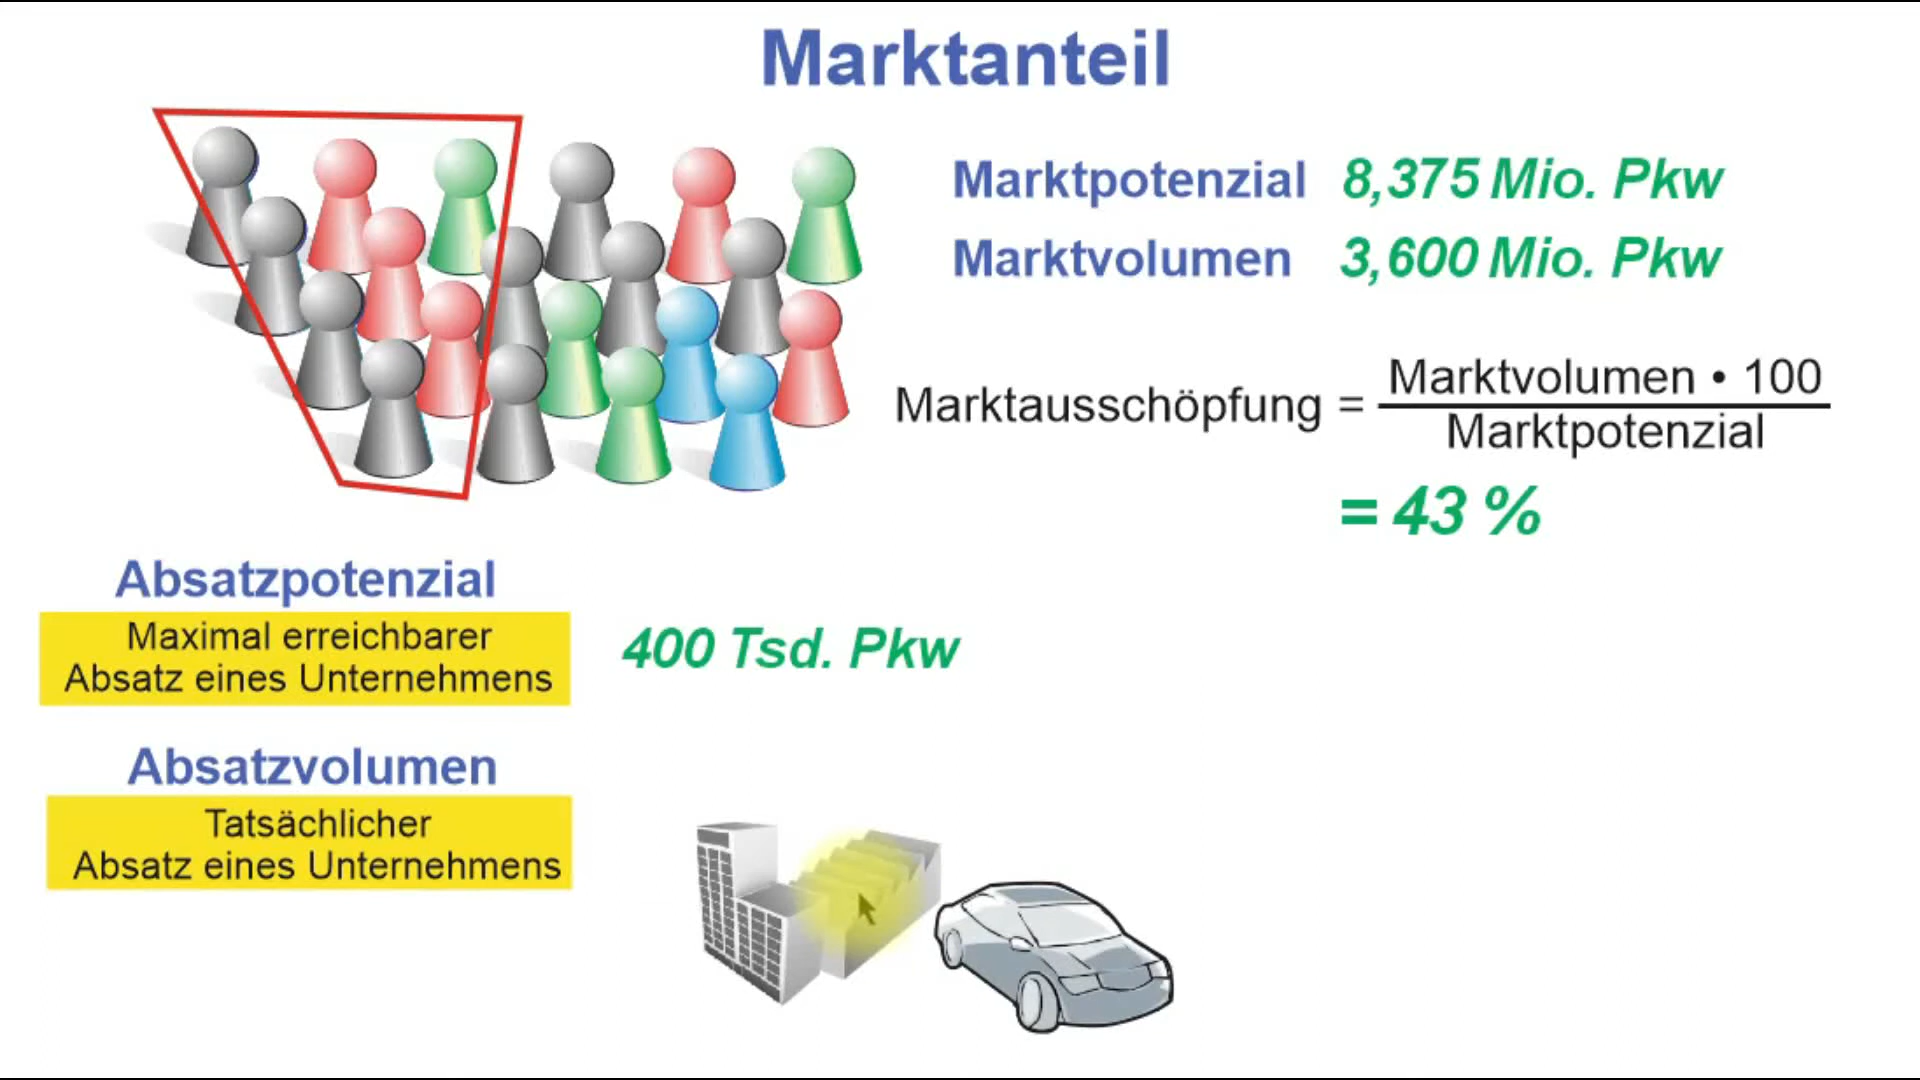 Marktanteil
Marktpotenzial 8,375 Mio. Pkw
Marktvolumen 3,600 Mio. Pkw
Marktausschöpfung = Marktvolumen • 100
Marktpotenzial
= 43 %
Absatzpotenzial
Maximal erreichbarer
Absatz eines Unternehmens
400 Tsd. Pkw
Absatzvolumen
Tatsächlicher
Absatz eines Unternehmens